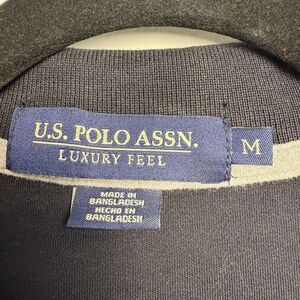 U.S. POLO ASSN.
LUXURY FEEL
M
MADE IN
BANGLADESH
HECHO EN
BANGLADESH